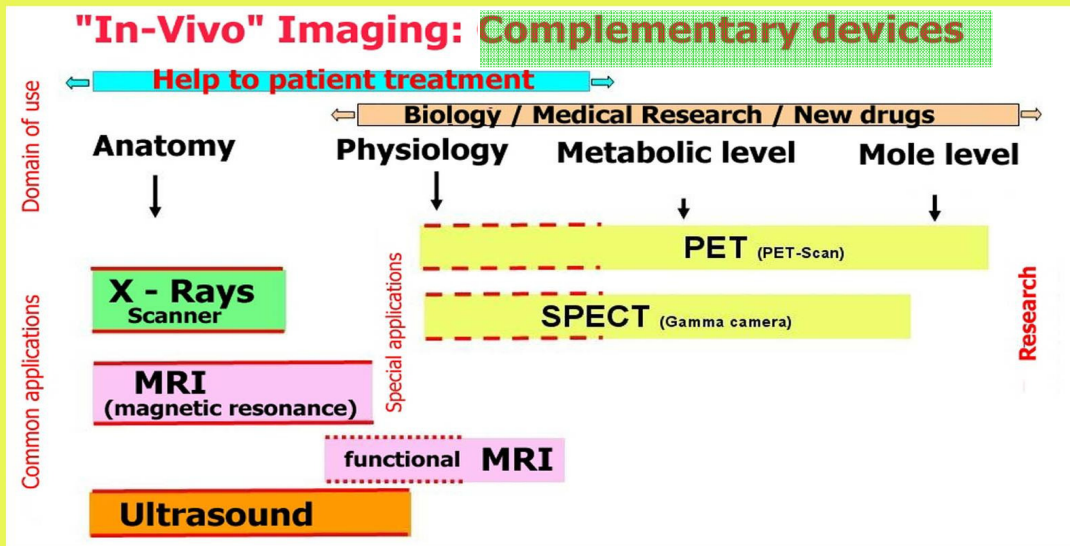 "In-Vivo" Imaging: Complementary devices
Help to patient treatment
Biology / Medical Research / New drugs
Domain of use
Anatomy
Physiology
Metabolic level
Mole level
PET (PET-Scan)
SPECT (Gamma camera)
Special applications
Research
Common applications
X - Rays
Scanner
MRI
(magnetic resonance)
functional MRI
Ultrasound